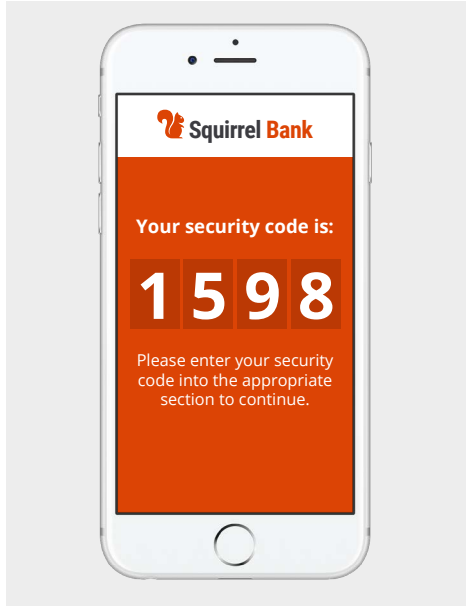 Squirrel Bank
Your security code is:
1598
Please enter your security
code into the appropriate
section to continue.